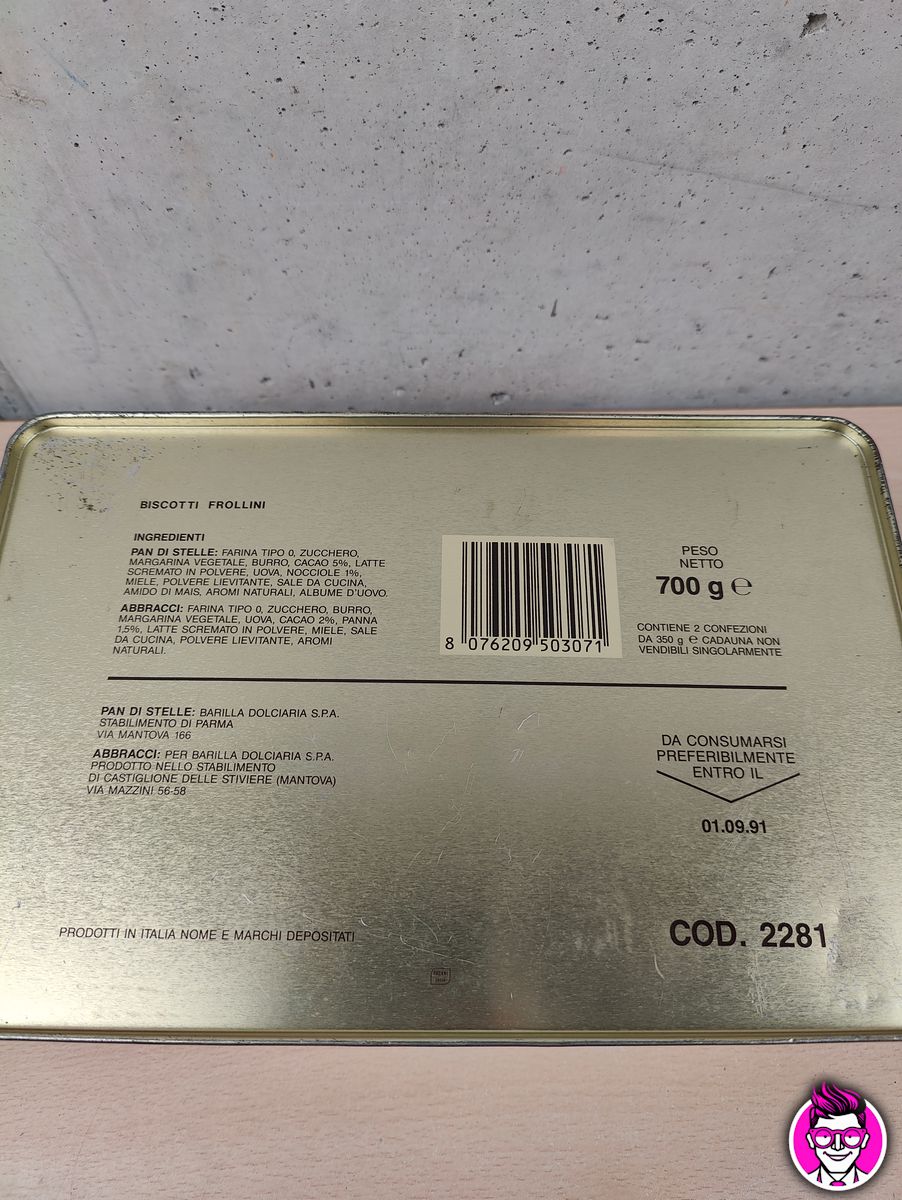 BISCOTTI FROLLINI
INGREDIENTI
PAN DI STELLE: FARINA TIPO 0, ZUCCHERO,
MARGARINA VEGETALE, BURRO, CACAO 5%, LATTE
SCREMATO IN POLVERE, UOVA, NOCCIOLE 1%,
MIELE, POLVERE LIEVITANTE, SALE DA CUCINA,
AMIDO DI MAIS, AROMI NATURALI, ALBUME D'UOVO.
ABBRACCI: FARINA TIPO 0, ZUCCHERO, BURRO,
MARGARINA VEGETALE, UOVA, CACAO 2%, PANNA
1,5%, LATTE SCREMATO IN POLVERE, MIELE, SALE
DA CUCINA, POLVERE LIEVITANTE, AROMI
NATURALI.
8 076209 503071
PESO
NETTO
700 g ℮
CONTIENE 2 CONFEZIONI
DA 350 g ℮ CADAUNA NON
VENDIBILI SINGOLARMENTE
PAN DI STELLE: BARILLA DOLCIARIA S.P.A.
STABILIMENTO DI PARMA
VIA MANTOVA 166
ABBRACCI: PER BARILLA DOLCIARIA S.P.A.
PRODOTTO NELLO STABILIMENTO
DI CASTIGLIONE DELLE STIVIERE (MANTOVA)
VIA MAZZINI 56-58
DA CONSUMARSI
PREFERIBILMENTE
ENTRO IL
01.09.91
PRODOTTI IN ITALIA NOME E MARCHI DEPOSITATI
COD. 2281